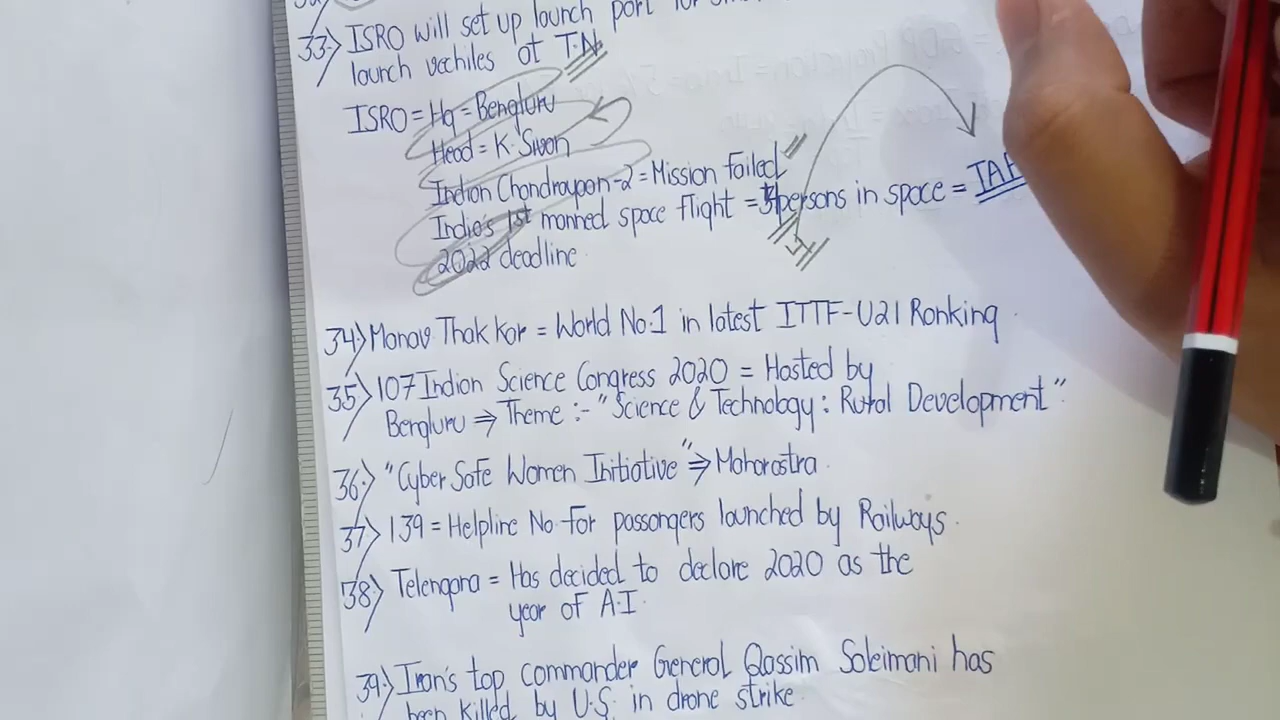 33) ISRO will set up lounch port for
lounch vechiles at T.N
ISRO = Hq = Bengluru
Head = K. Sivan
Indian Chondrayaan-2 = Mission failed
India's 1st manned space flight = persons in space =
2022 deadline
34) Manav Thakkar = World No.1 in latest ITTF-U21 Ranking.
35) 107 Indian Science Congress 2020 = Hosted by
Bengluru ⇒ Theme :- "Science & Technology: Rural Development"
36) "Cyber Safe Women Initiative" ⇒ Maharastra.
37) 139 = Helpline No. for passangers launched by Railways.
38) Telengana = Has decided to declare 2020 as the
year of A.I.
39) Iran's top commander General Qassim Soleimani has
been killed by U.S. in drone strike.